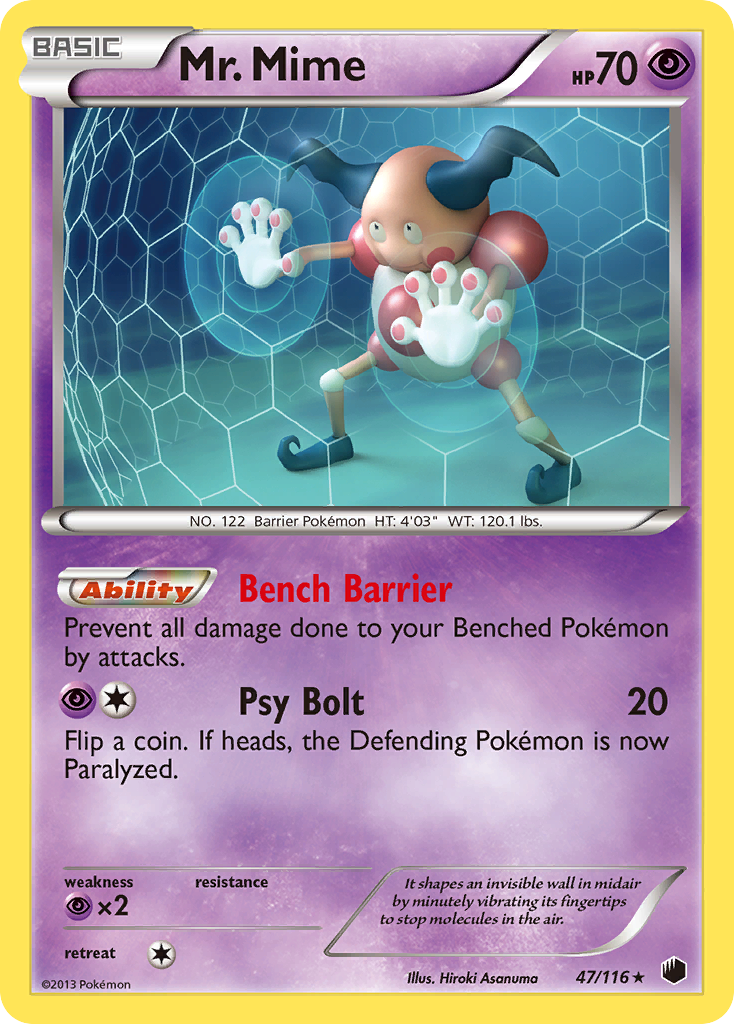 BASIC Mr. Mime HP70
NO. 122 Barrier Pokémon HT: 4'03" WT: 120.1 lbs.
Ability Bench Barrier
Prevent all damage done to your Benched Pokémon
by attacks.
Psy Bolt 20
Flip a coin. If heads, the Defending Pokémon is now
Paralyzed.
weakness resistance
×2
retreat
It shapes an invisible wall in midair
by minutely vibrating its fingertips
to stop molecules in the air.
©2013 Pokémon Illus. Hiroki Asanuma 47/116 ★